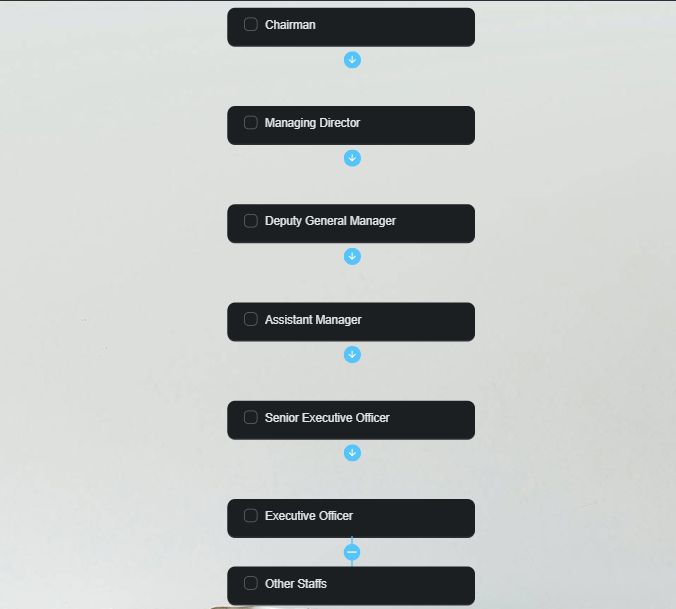 Chairman
Managing Director
Deputy General Manager
Assistant Manager
Senior Executive Officer
Executive Officer
Other Staffs